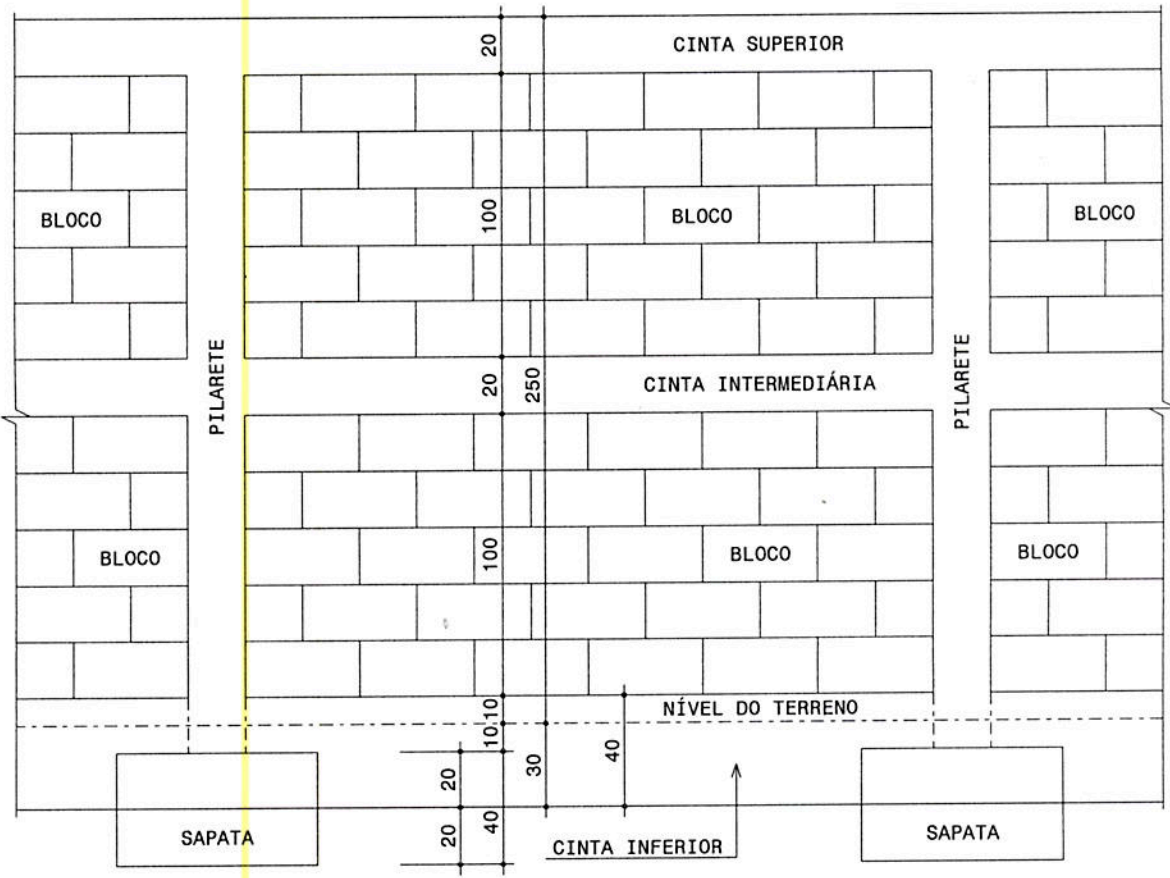 20
CINTA SUPERIOR
BLOCO
100
BLOCO
BLOCO
PILARETE
20
250
CINTA INTERMEDIÁRIA
PILARETE
BLOCO
100
BLOCO
BLOCO
10
NÍVEL DO TERRENO
10
20
30
40
SAPATA
20
40
CINTA INFERIOR
SAPATA